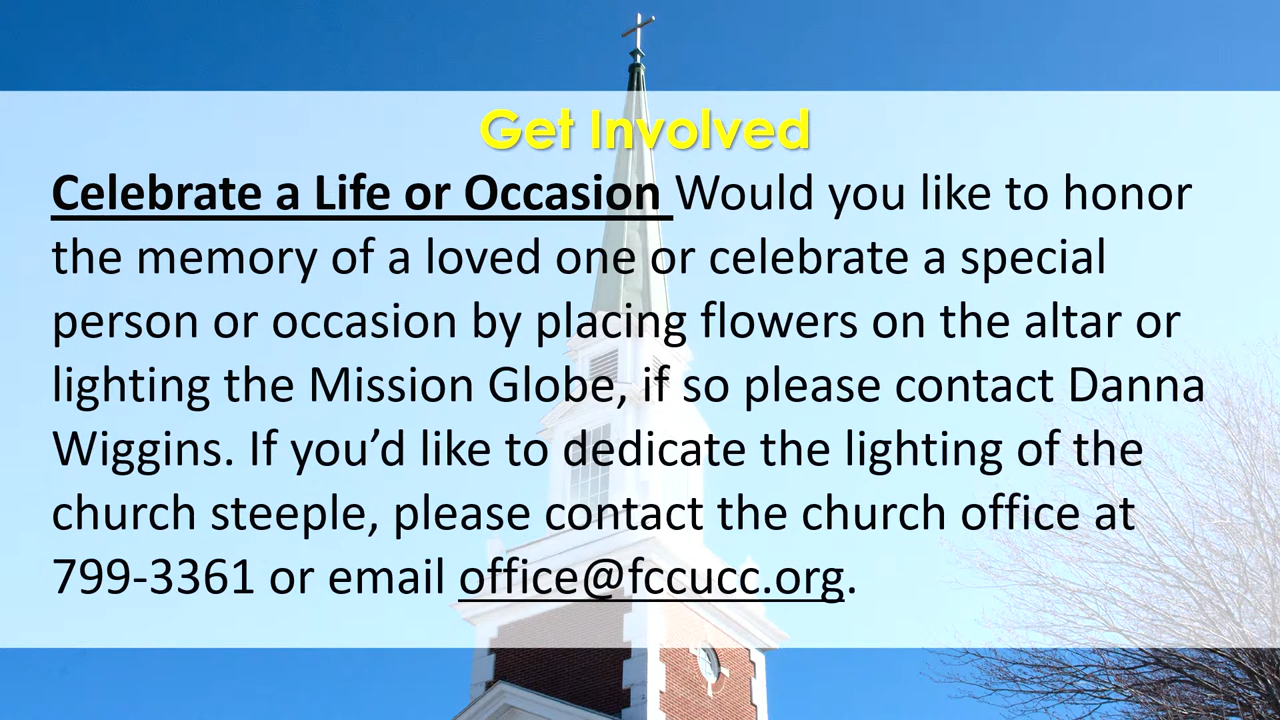 Get Involved
Celebrate a Life or Occasion Would you like to honor
the memory of a loved one or celebrate a special
person or occasion by placing flowers on the altar or
lighting the Mission Globe, if so please contact Danna
Wiggins. If you’d like to dedicate the lighting of the
church steeple, please contact the church office at
799-3361 or email office@fccucc.org.